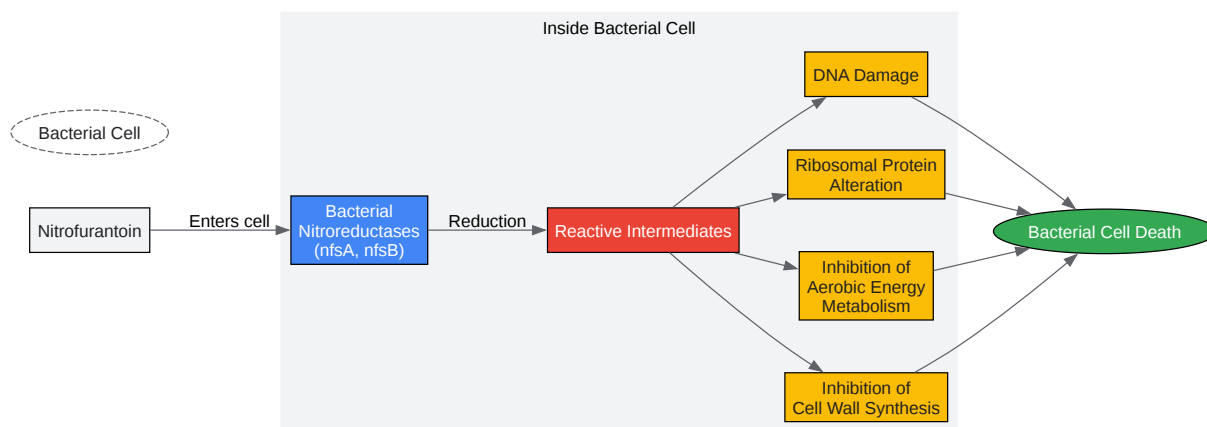 Inside Bacterial Cell
Bacterial Cell
Nitrofurantoin
Enters cell
Bacterial
Nitroreductases
(nfsA, nfsB)
Reduction
Reactive Intermediates
DNA Damage
Ribosomal Protein
Alteration
Inhibition of
Aerobic Energy
Metabolism
Inhibition of
Cell Wall Synthesis
Bacterial Cell Death